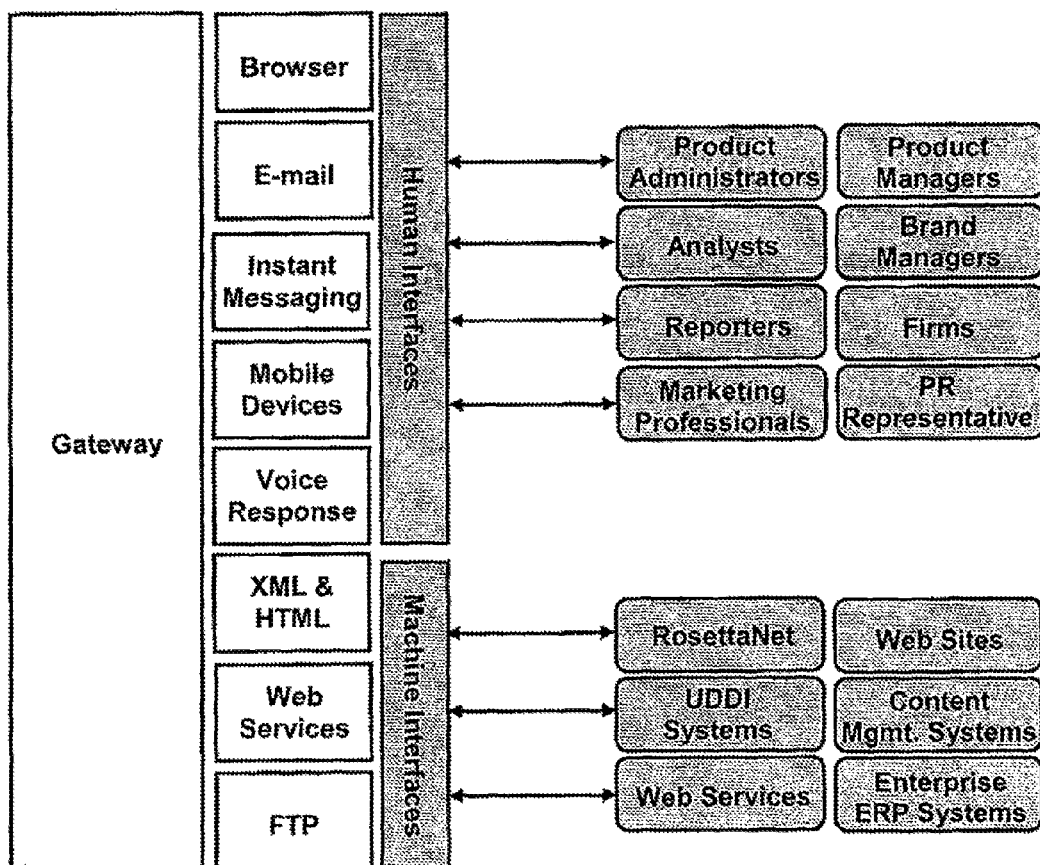 Gateway
Browser
E-mail
Instant
Messaging
Mobile
Devices
Voice
Response
XML &
HTML
Web
Services
FTP
Human Interfaces
Machine Interfaces
Product
Administrators
Product
Managers
Analysts
Brand
Managers
Reporters
Firms
Marketing
Professionals
PR
Representative
RosettaNet
Web Sites
UDDI
Systems
Content
Mgmt. Systems
Web Services
Enterprise
ERP Systems